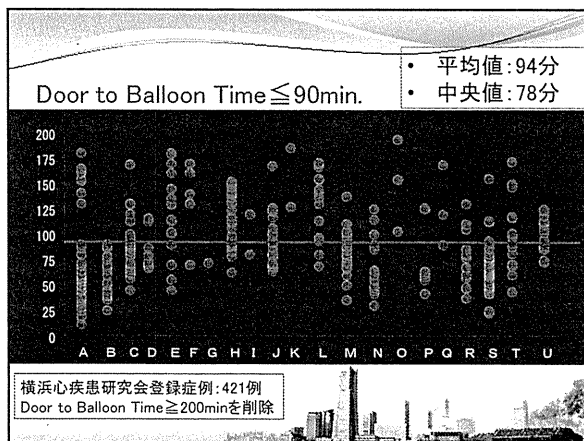 • 平均値:94分
• 中央値:78分
Door to Balloon Time≦90min.
200
175
150
125
100
75
50
25
0
A B C D E F G H I J K L M N O P Q R S T U
横浜心疾患研究会登録症例:421例
Door to Balloon Time≧200minを削除